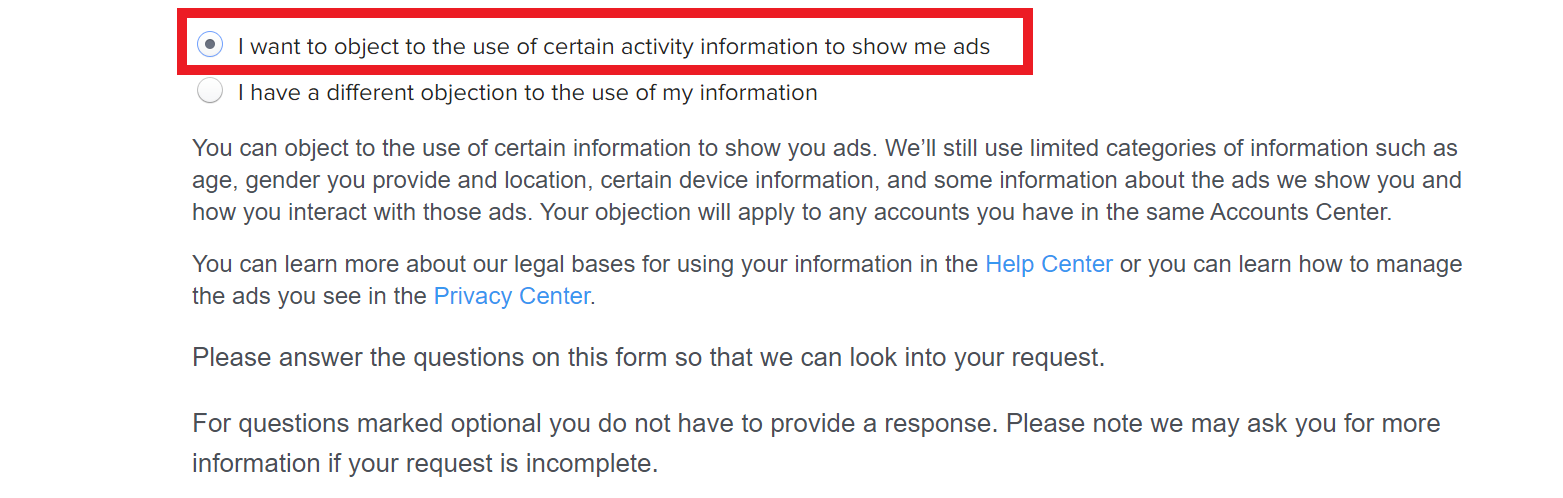 I want to object to the use of certain activity information to show me ads
I have a different objection to the use of my information
You can object to the use of certain information to show you ads. We’ll still use limited categories of information such as
age, gender you provide and location, certain device information, and some information about the ads we show you and
how you interact with those ads. Your objection will apply to any accounts you have in the same Accounts Center.
You can learn more about our legal bases for using your information in the Help Center or you can learn how to manage
the ads you see in the Privacy Center.
Please answer the questions on this form so that we can look into your request.
For questions marked optional you do not have to provide a response. Please note we may ask you for more
information if your request is incomplete.